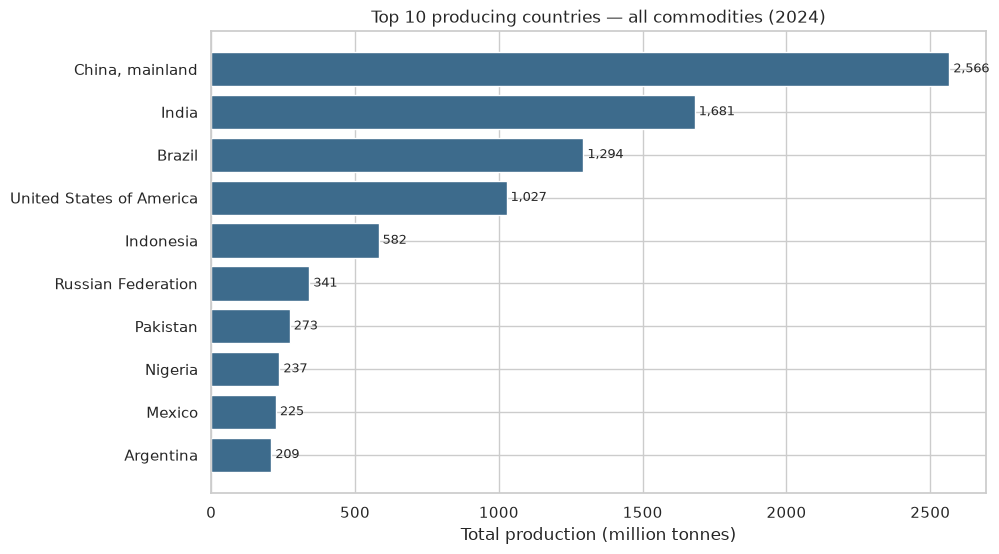 Top 10 producing countries — all commodities (2024)
China, mainland 2,566
India 1,681
Brazil 1,294
United States of America 1,027
Indonesia 582
Russian Federation 341
Pakistan 273
Nigeria 237
Mexico 225
Argentina 209
0 500 1000 1500 2000 2500
Total production (million tonnes)